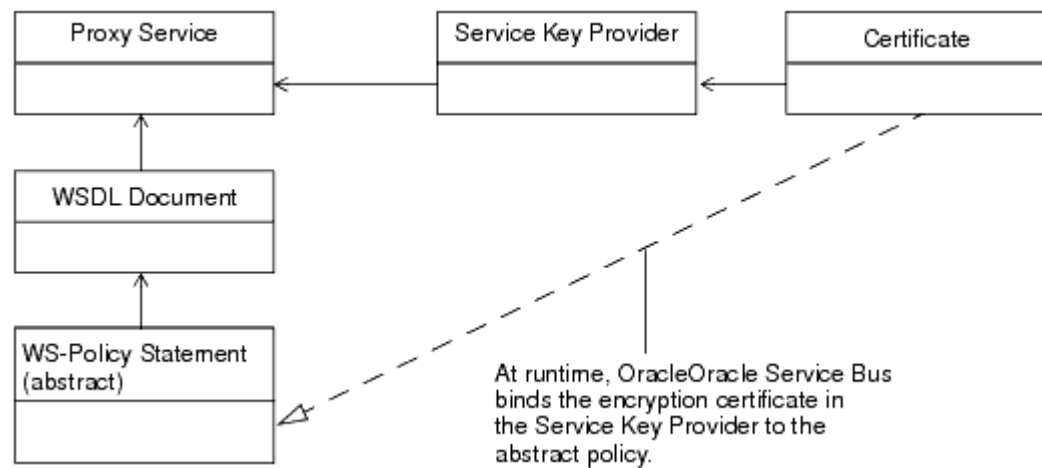 Proxy Service
Service Key Provider
Certificate
WSDL Document
WS-Policy Statement
(abstract)
At runtime, OracleOracle Service Bus
binds the encryption certificate in
the Service Key Provider to the
abstract policy.